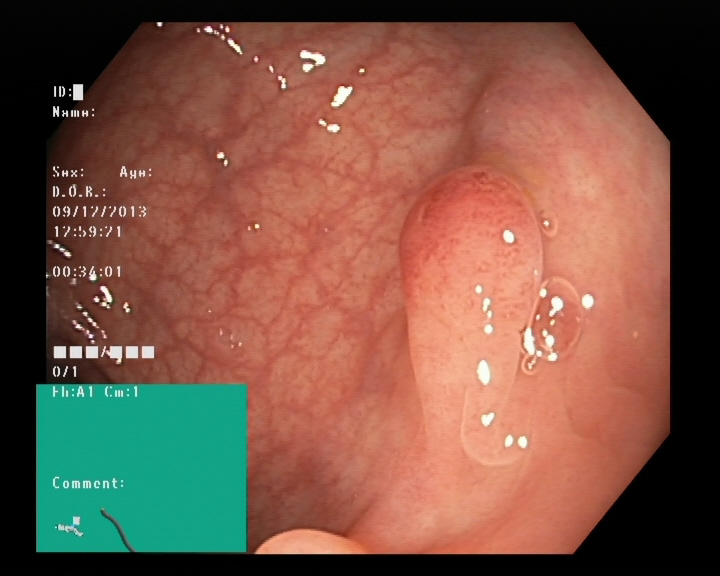 ID:
Name:
Sex: Age:
D.O.B.:
09/12/2013
12:59:21
00:34:01
0/1
Eh:A1 Cm:1
Comment: